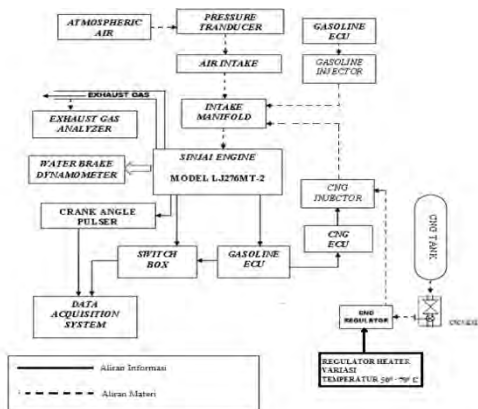 ATMOSPHERIC
AIR
PRESSURE
TRANDUCER
GASOLINE
ECU
AIR INTAKE
GASOLINE
INJECTOR
EXHAUST GAS
INTAKE
MANIFOLD
EXHAUST GAS
ANALYZER
WATER BRAKE
DYNAMOMETER
SINJAI ENGINE
MODEL LJ276MT-2
CNG
INJECTOR
CRANK ANGLE
PULSER
CNG
ECU
CNG TANK
SWITCH
BOX
GASOLINE
ECU
DATA
ACQUISITION
SYSTEM
CNG
REGULATOR
REGULATOR HEATER
VARIASI
TEMPERATUR 50° - 70° C
Aliran Informasi
Aliran Materi